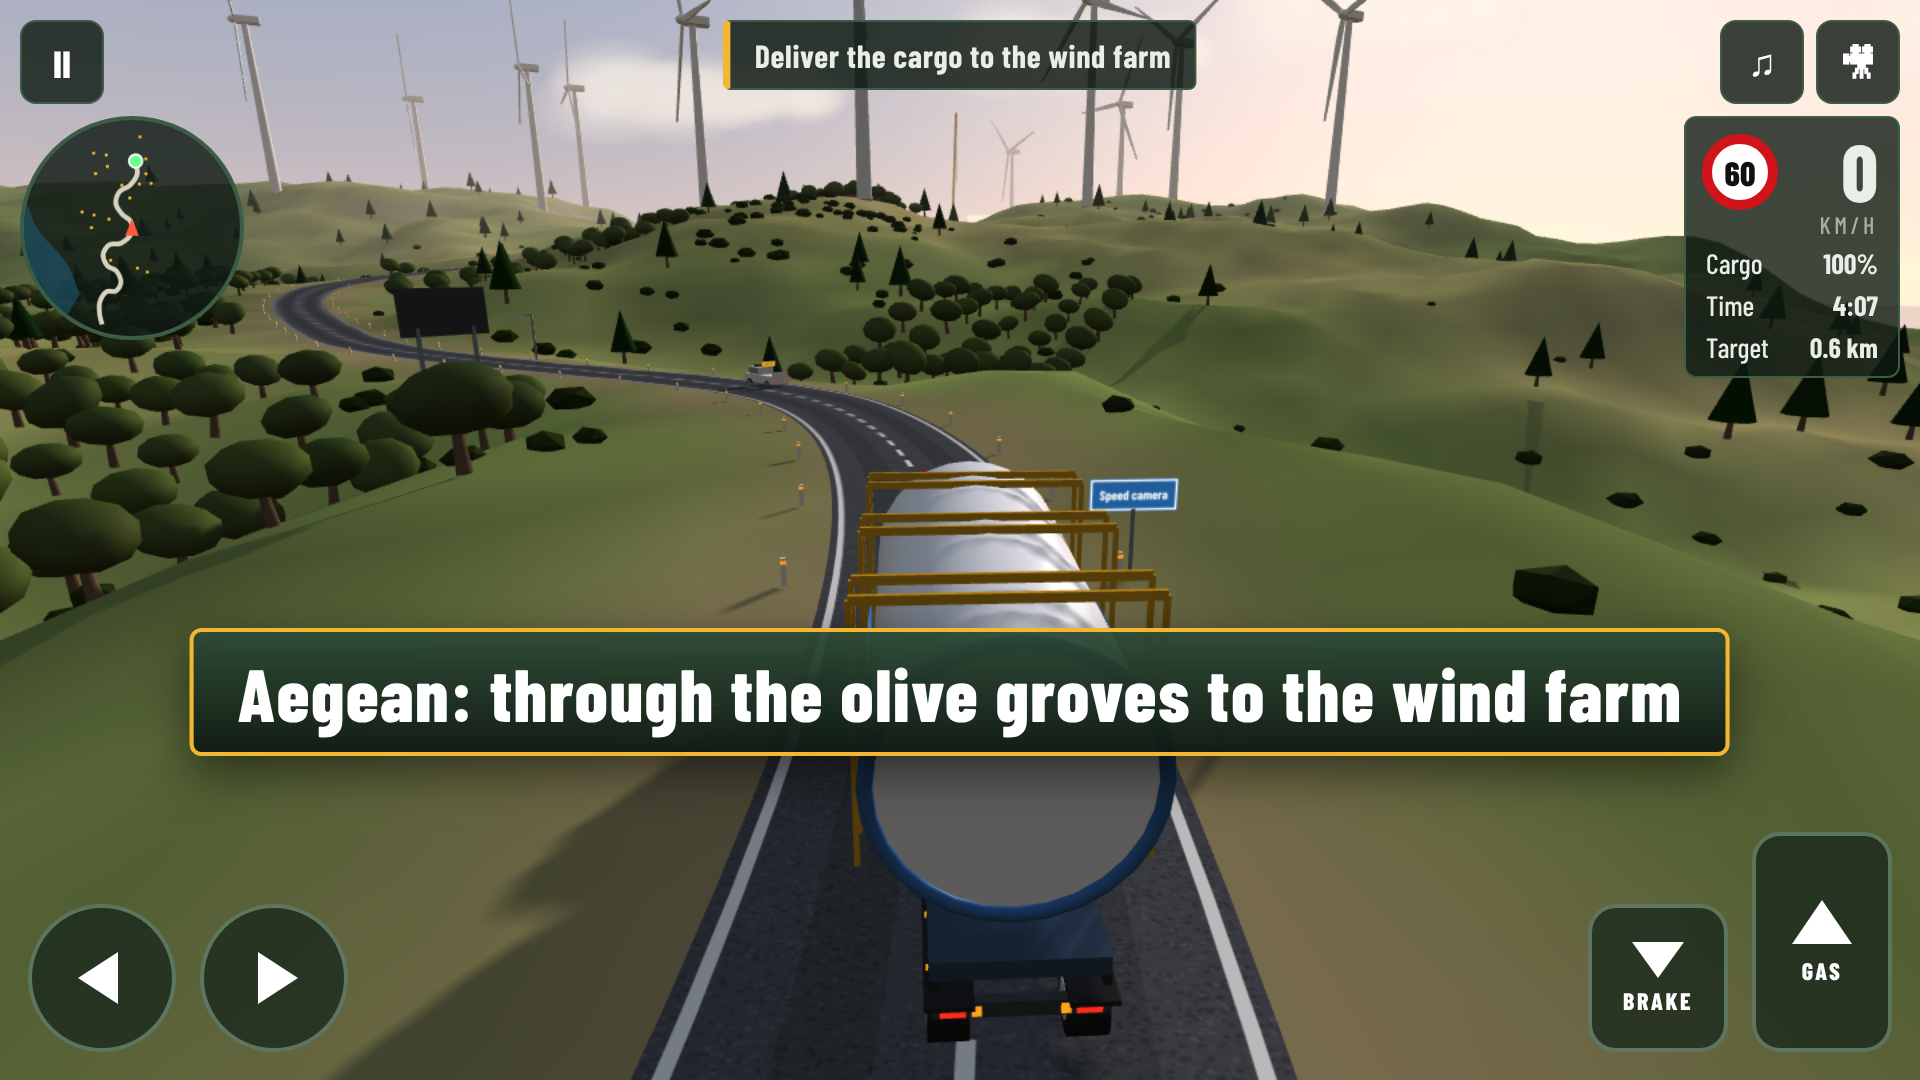 Deliver the cargo to the wind farm
60
0
KM/H
Cargo 100%
Time 4:07
Target 0.6 km
Speed camera
Aegean: through the olive groves to the wind farm
BRAKE
GAS